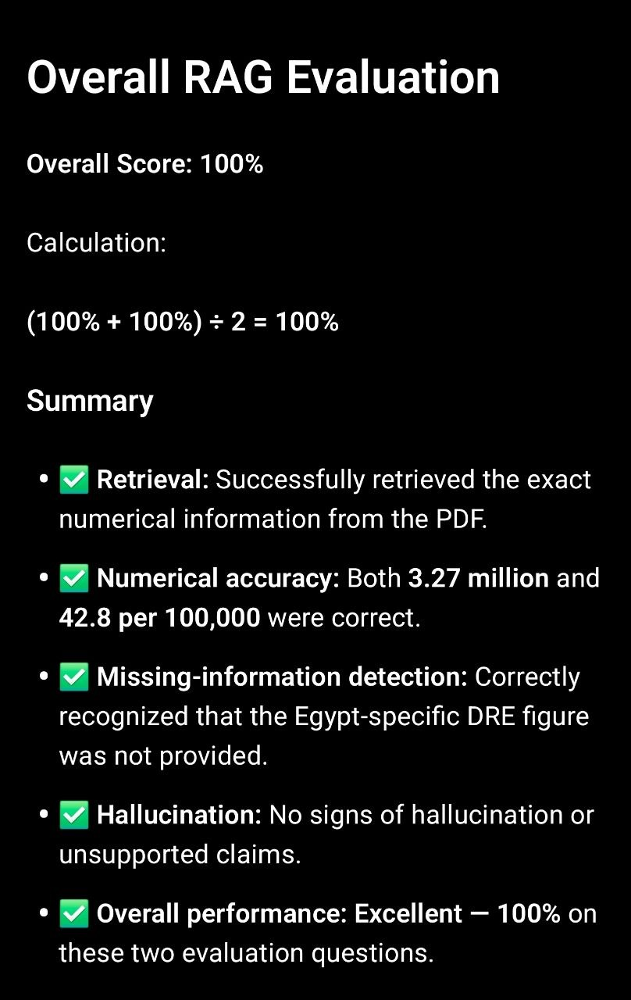 Overall RAG Evaluation
Overall Score: 100%
Calculation:
(100% + 100%) ÷ 2 = 100%
Summary
• ✅ Retrieval: Successfully retrieved the exact
numerical information from the PDF.
• ✅ Numerical accuracy: Both 3.27 million and
42.8 per 100,000 were correct.
• ✅ Missing-information detection: Correctly
recognized that the Egypt-specific DRE figure
was not provided.
• ✅ Hallucination: No signs of hallucination or
unsupported claims.
• ✅ Overall performance: Excellent — 100% on
these two evaluation questions.